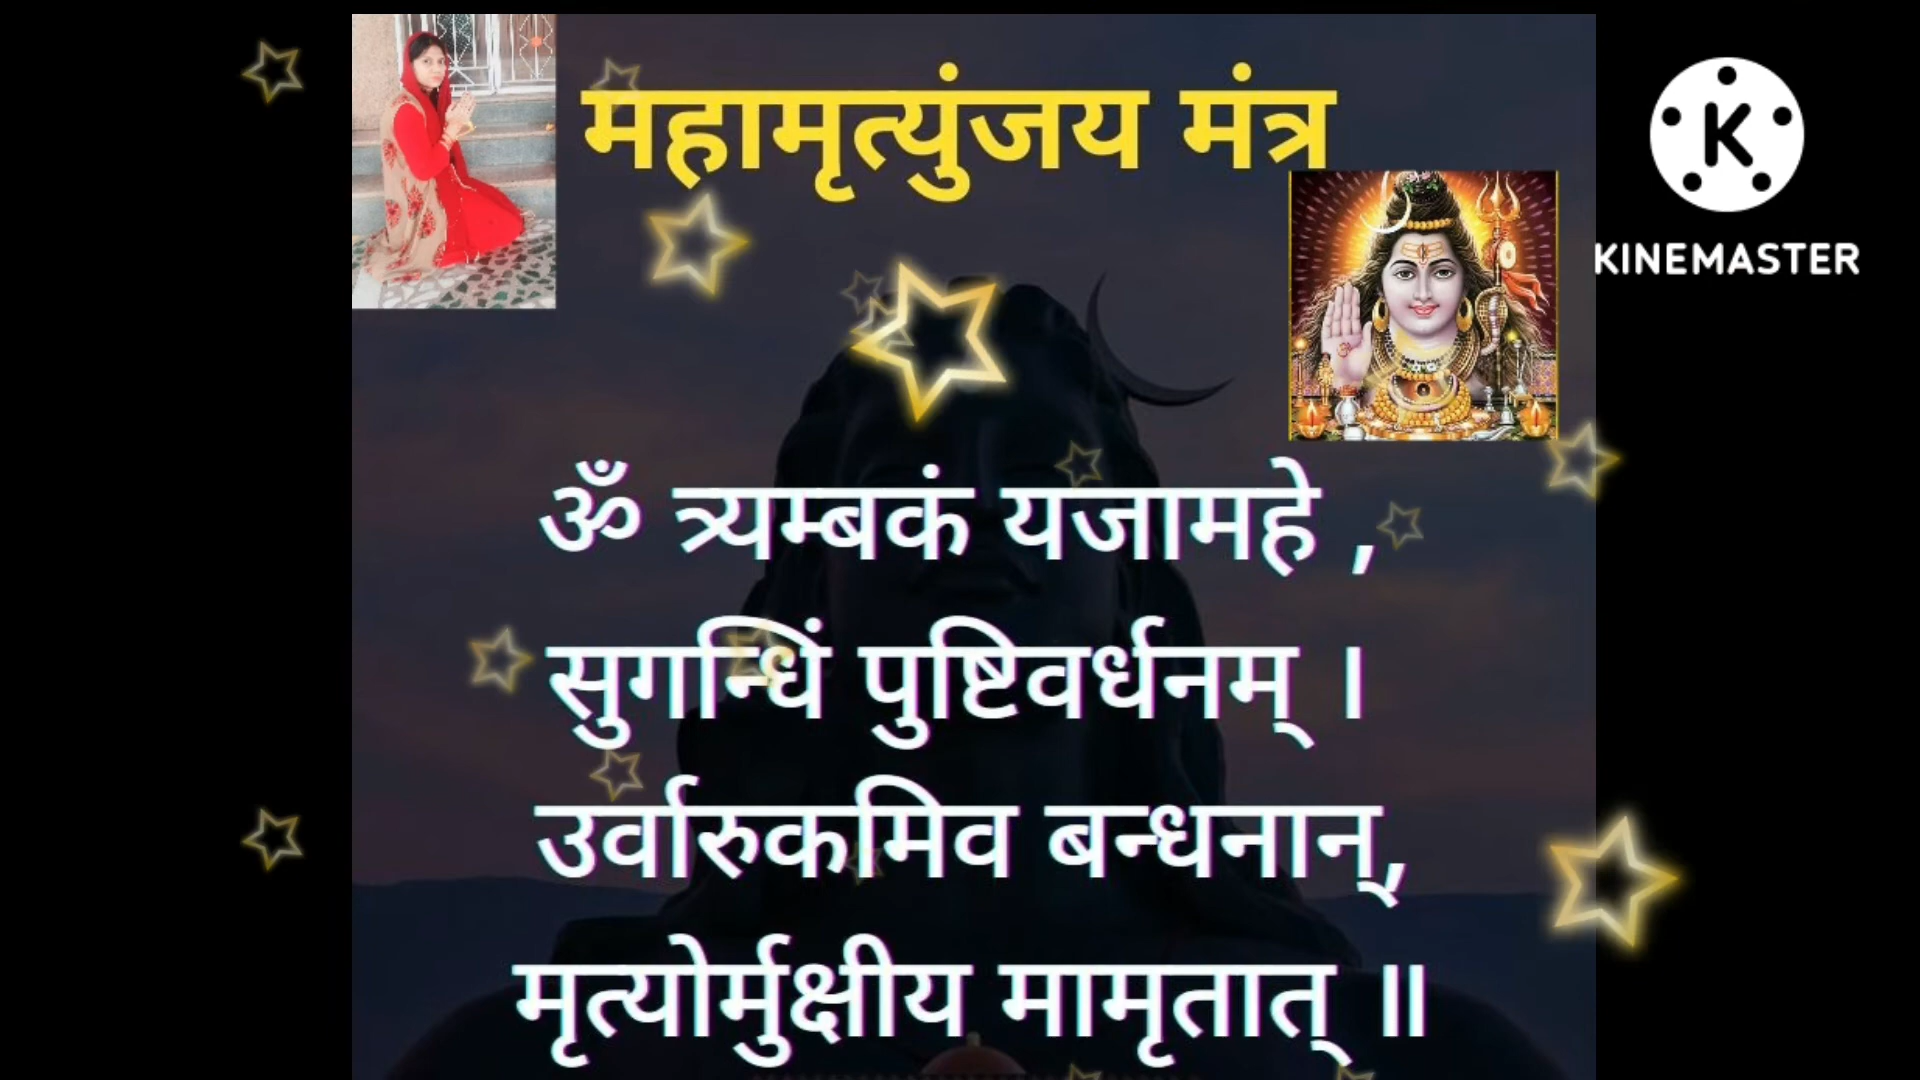 महामृत्युंजय मंत्र
KINEMASTER
ॐ त्र्यम्बकं यजामहे ,
सुगन्धिं पुष्टिवर्धनम् ।
उर्वारुकमिव बन्धनान्,
मृत्योर्मुक्षीय मामृतात् ॥